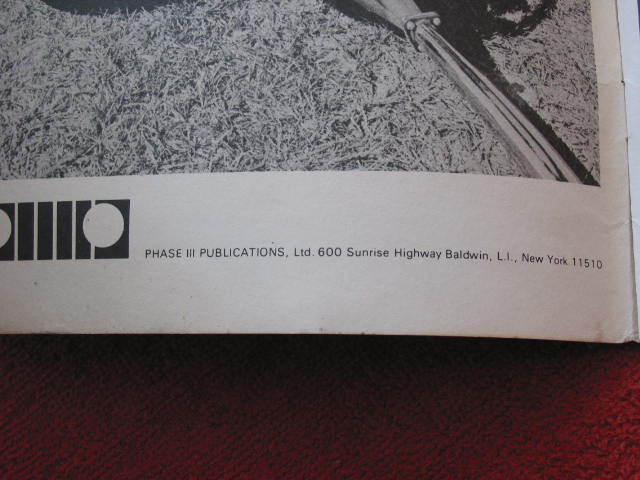 PHASE III PUBLICATIONS, Ltd. 600 Sunrise Highway Baldwin, L.I., New York 11510